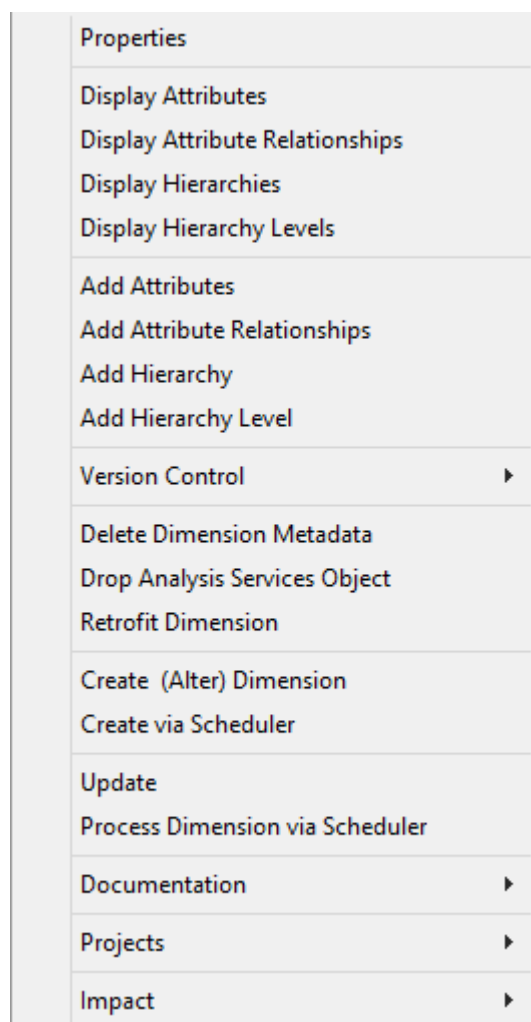 Properties
Display Attributes
Display Attribute Relationships
Display Hierarchies
Display Hierarchy Levels
Add Attributes
Add Attribute Relationships
Add Hierarchy
Add Hierarchy Level
Version Control
Delete Dimension Metadata
Drop Analysis Services Object
Retrofit Dimension
Create  (Alter) Dimension
Create via Scheduler
Update
Process Dimension via Scheduler
Documentation
Projects
Impact